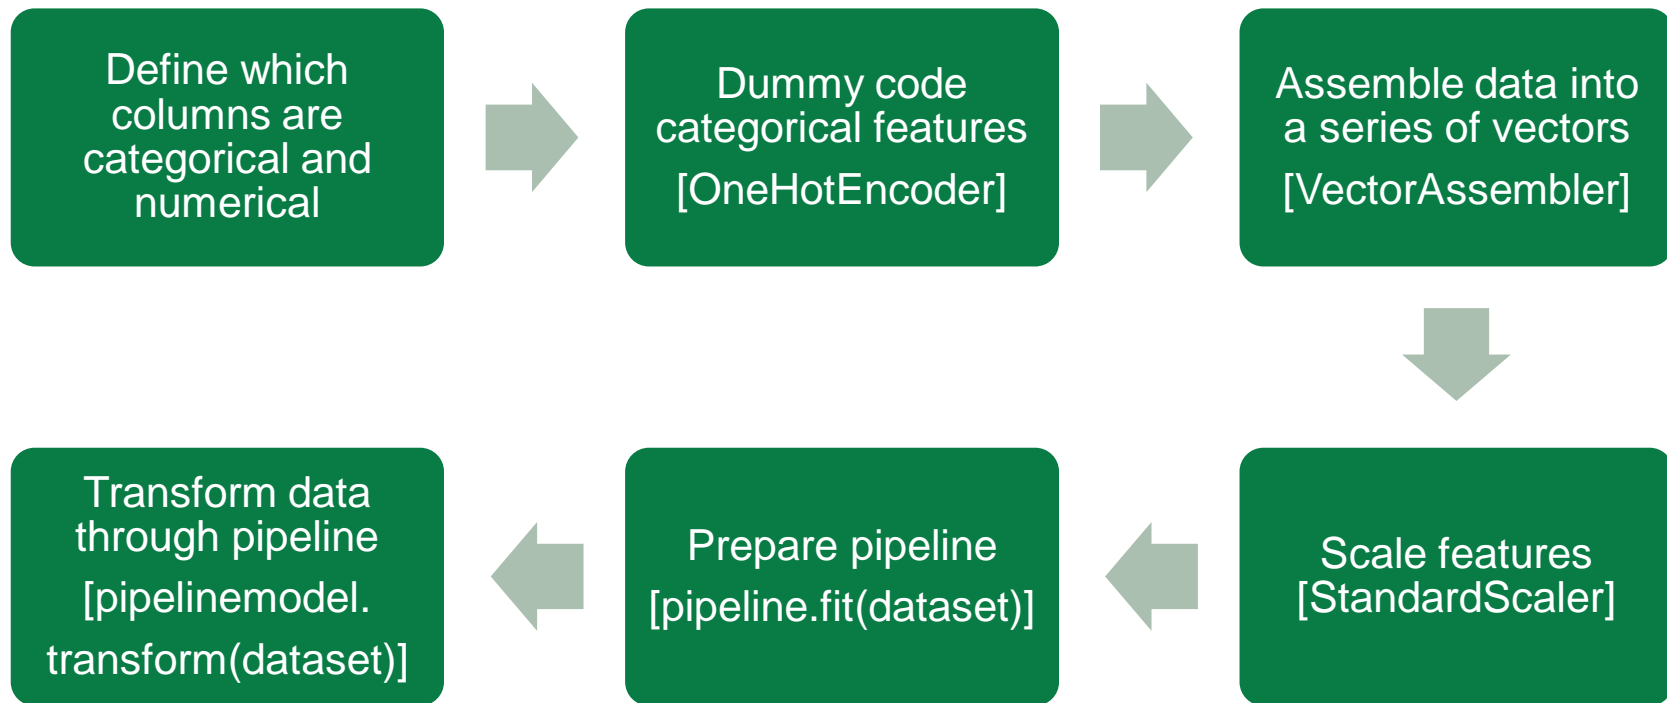 Define which
columns are
categorical and
numerical
Dummy code
categorical features
[OneHotEncoder]
Assemble data into
a series of vectors
[VectorAssembler]
Scale features
[StandardScaler]
Prepare pipeline
[pipeline.fit(dataset)]
Transform data
through pipeline
[pipelinemodel.
transform(dataset)]